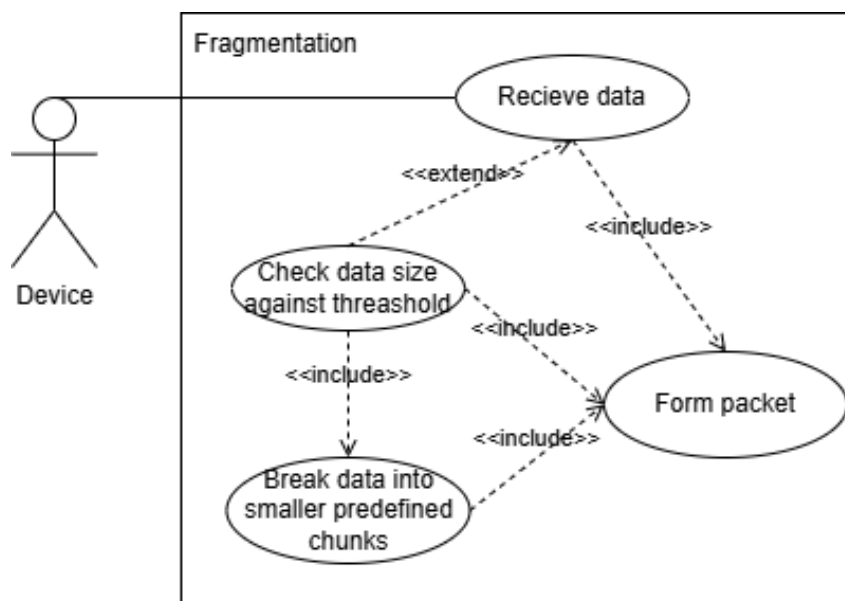 Fragmentation
Recieve data
<<extend>>
<<include>>
Device
Check data size
against threashold
<<include>>
<<include>>
Form packet
<<include>>
Break data into
smaller predefined
chunks